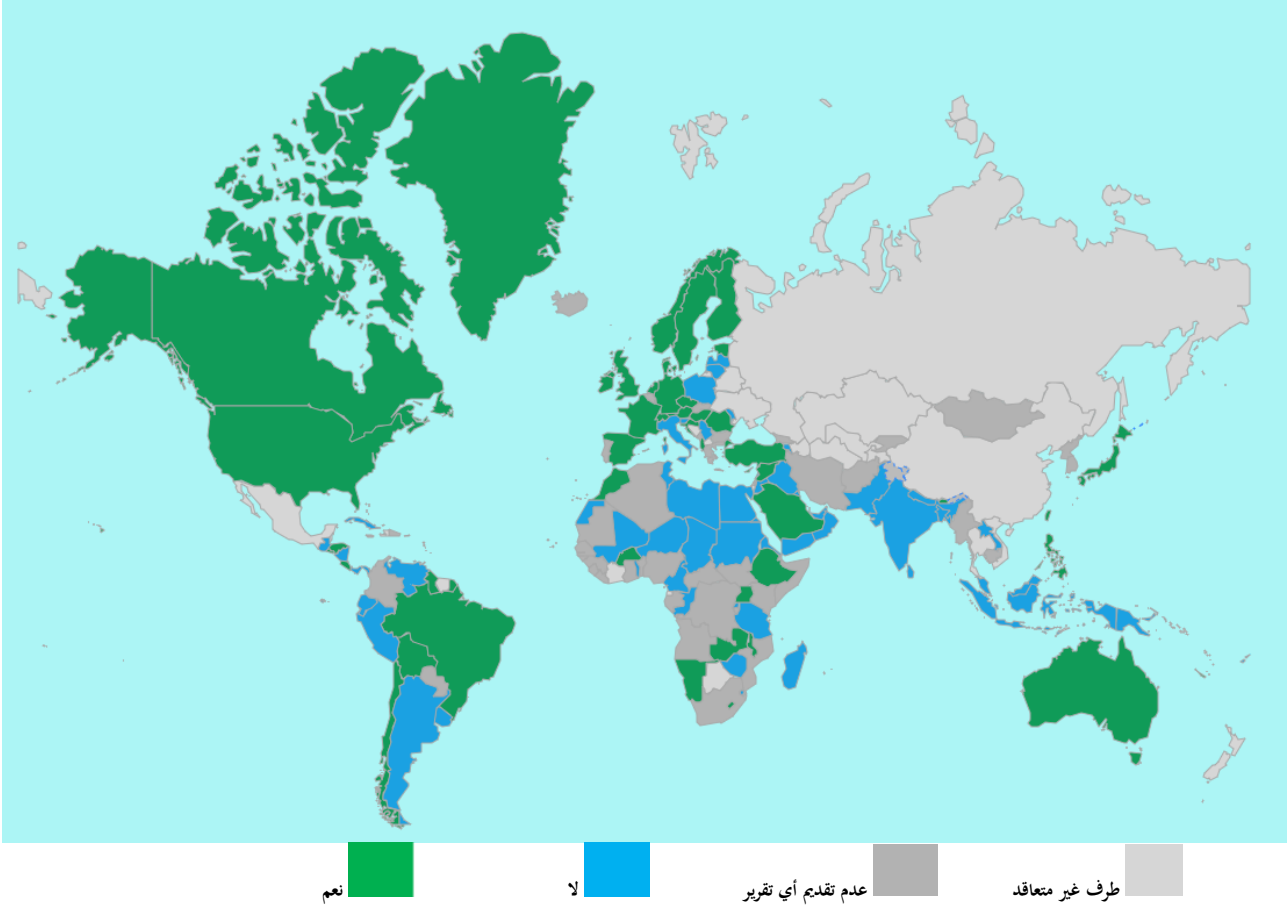 طرف غير متعاقد
عدم تقديم أي تقرير
لا
نعم